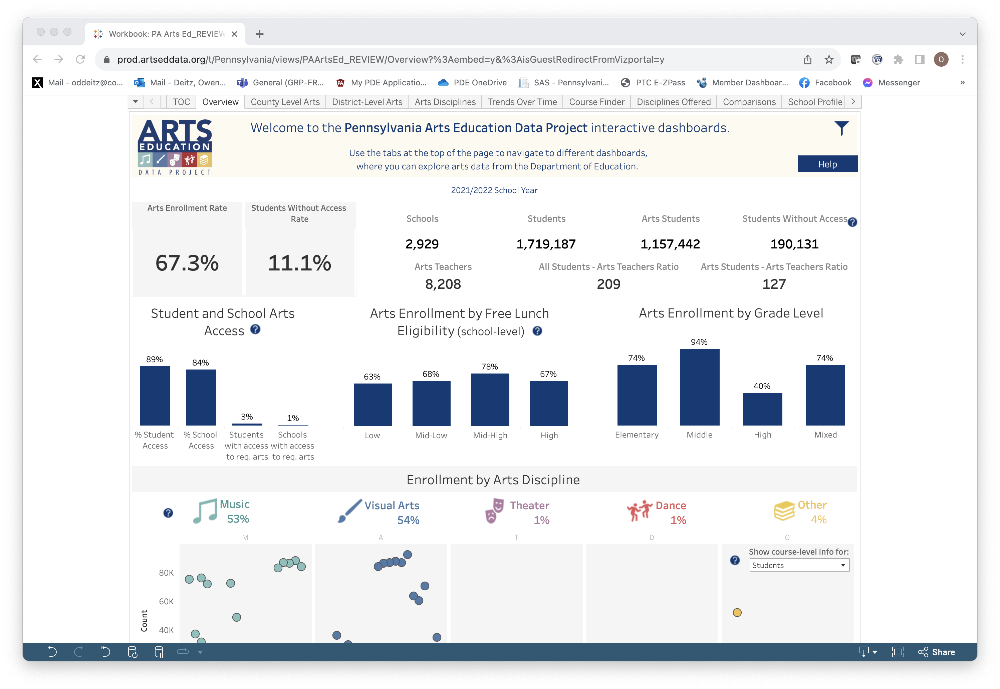 Workbook: PA Arts Ed_REVIEW
prod.artseddata.org/t/Pennsylvania/views/PAArtsEd_REVIEW/Overview?%3Aembed=y&%3AisGuestRedirectFromVizportal=y
O
Mail - oddeitz@co... Mail - Deitz, Owen... General (GRP-FR... PA My PDE Applicatio... PDE OneDrive SAS - Pennsylvani... PTC E-ZPass Member Dashboar... Facebook Messenger »
TOC Overview County Level Arts District-Level Arts Arts Disciplines Trends Over Time Course Finder Disciplines Offered Comparisons School Profile
ARTS
EDUCATION
DATA PROJECT
Welcome to the Pennsylvania Arts Education Data Project interactive dashboards.
Use the tabs at the top of the page to navigate to different dashboards,
where you can explore arts data from the Department of Education.
Help
2021/2022 School Year
Arts Enrollment Rate
67.3%
Students Without Access
Rate
11.1%
Schools Students Arts Students Students Without Access ?
2,929 1,719,187 1,157,442 190,131
Arts Teachers All Students - Arts Teachers Ratio Arts Students - Arts Teachers Ratio
8,208 209 127
Student and School Arts
Access ?
89% 84% 3% 1%
% Student % School Students Schools
Access Access with access with access
to req. arts to req. arts
Arts Enrollment by Free Lunch
Eligibility (school-level) ?
63% 68% 78% 67%
Low Mid-Low Mid-High High
Arts Enrollment by Grade Level
74% 94% 40% 74%
Elementary Middle High Mixed
Enrollment by Arts Discipline
?
Music
53%
Visual Arts
54%
Theater
1%
Dance
1%
Other
4%
M A T D O
Count
80K
60K
40K
?
Show course-level info for:
Students
Share